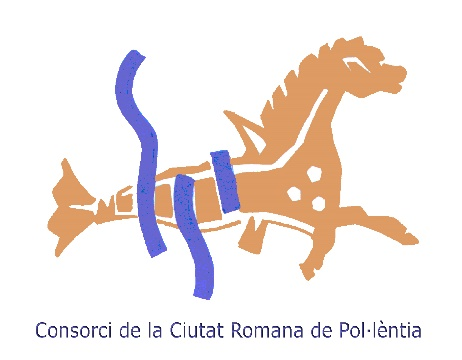 Consorci de la Ciutat Romana de Pol·lèntia